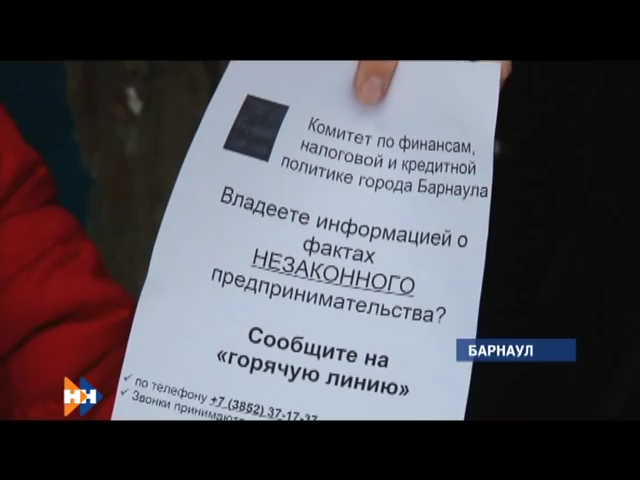 Комитет по финансам,
налоговой и кредитной
политике города Барнаула
Владеете информацией о
фактах
НЕЗАКОННОГО
предпринимательства?
Сообщите на
«горячую линию»
✓ по телефону +7 (3852) 37-17-37
✓ Звонки принимаются
БАРНАУЛ
НН